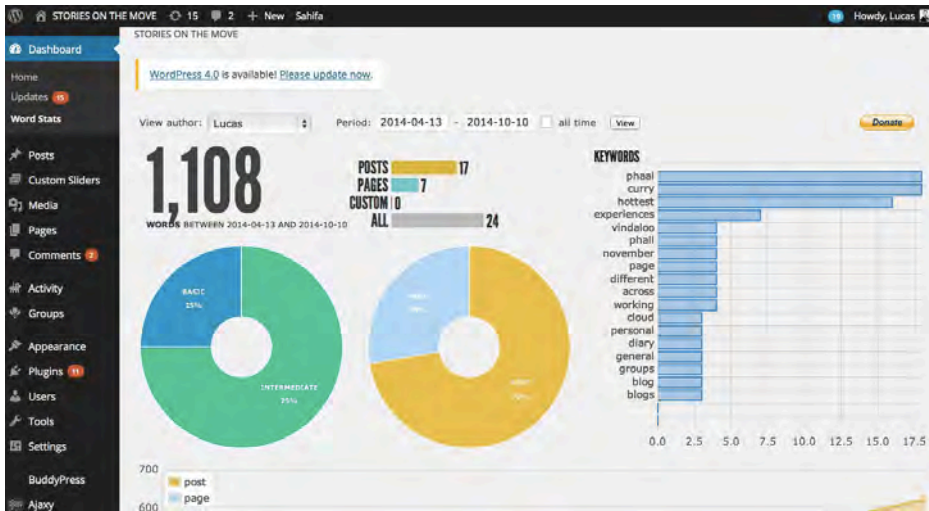 STORIES ON THE MOVE 15 2 + New Sahifa 15 Howdy, Lucas
Dashboard
Home
Updates 15
Word Stats
Posts
Custom Sliders
Media
Pages
Comments 2
Activity
Groups
Appearance
Plugins 11
Users
Tools
Settings
BuddyPress
Ajaxy
STORIES ON THE MOVE
WordPress 4.0 is available! Please update now.
View author: Lucas Period: 2014-04-13 - 2014-10-10 all time View Donate
1,108
WORDS BETWEEN 2014-04-13 AND 2014-10-10
POSTS 17
PAGES 7
CUSTOM 0
ALL 24
BASIC
25%
INTERMEDIATE
75%
KEYWORDS
phaal
curry
hottest
experiences
vindaloo
phall
november
page
different
across
working
cloud
personal
diary
general
groups
blog
blogs
0.0 2.5 5.0 7.5 10.0 12.5 15.0 17.5
700
post
page
600